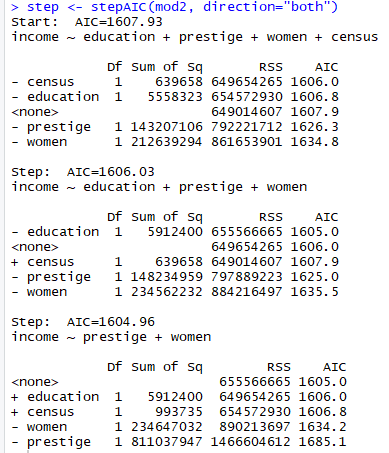 > step <- stepAIC(mod2, direction="both")
Start:  AIC=1607.93
income ~ education + prestige + women + census

            Df Sum of Sq       RSS    AIC
- census     1    639658 649654265 1606.0
- education  1   5558323 654572930 1606.8
<none>                   649014607 1607.9
- prestige   1 143207106 792221712 1626.3
- women      1 212639294 861653901 1634.8

Step:  AIC=1606.03
income ~ education + prestige + women

            Df Sum of Sq       RSS    AIC
- education  1   5912400 655566665 1605.0
<none>                   649654265 1606.0
+ census     1    639658 649014607 1607.9
- prestige   1 148234959 797889223 1625.0
- women      1 234562232 884216497 1635.5

Step:  AIC=1604.96
income ~ prestige + women

            Df Sum of Sq        RSS    AIC
<none>                    655566665 1605.0
+ education  1   5912400  649654265 1606.0
+ census     1    993735  654572930 1606.8
- women      1 234647032  890213697 1634.2
- prestige   1 811037947 1466604612 1685.1